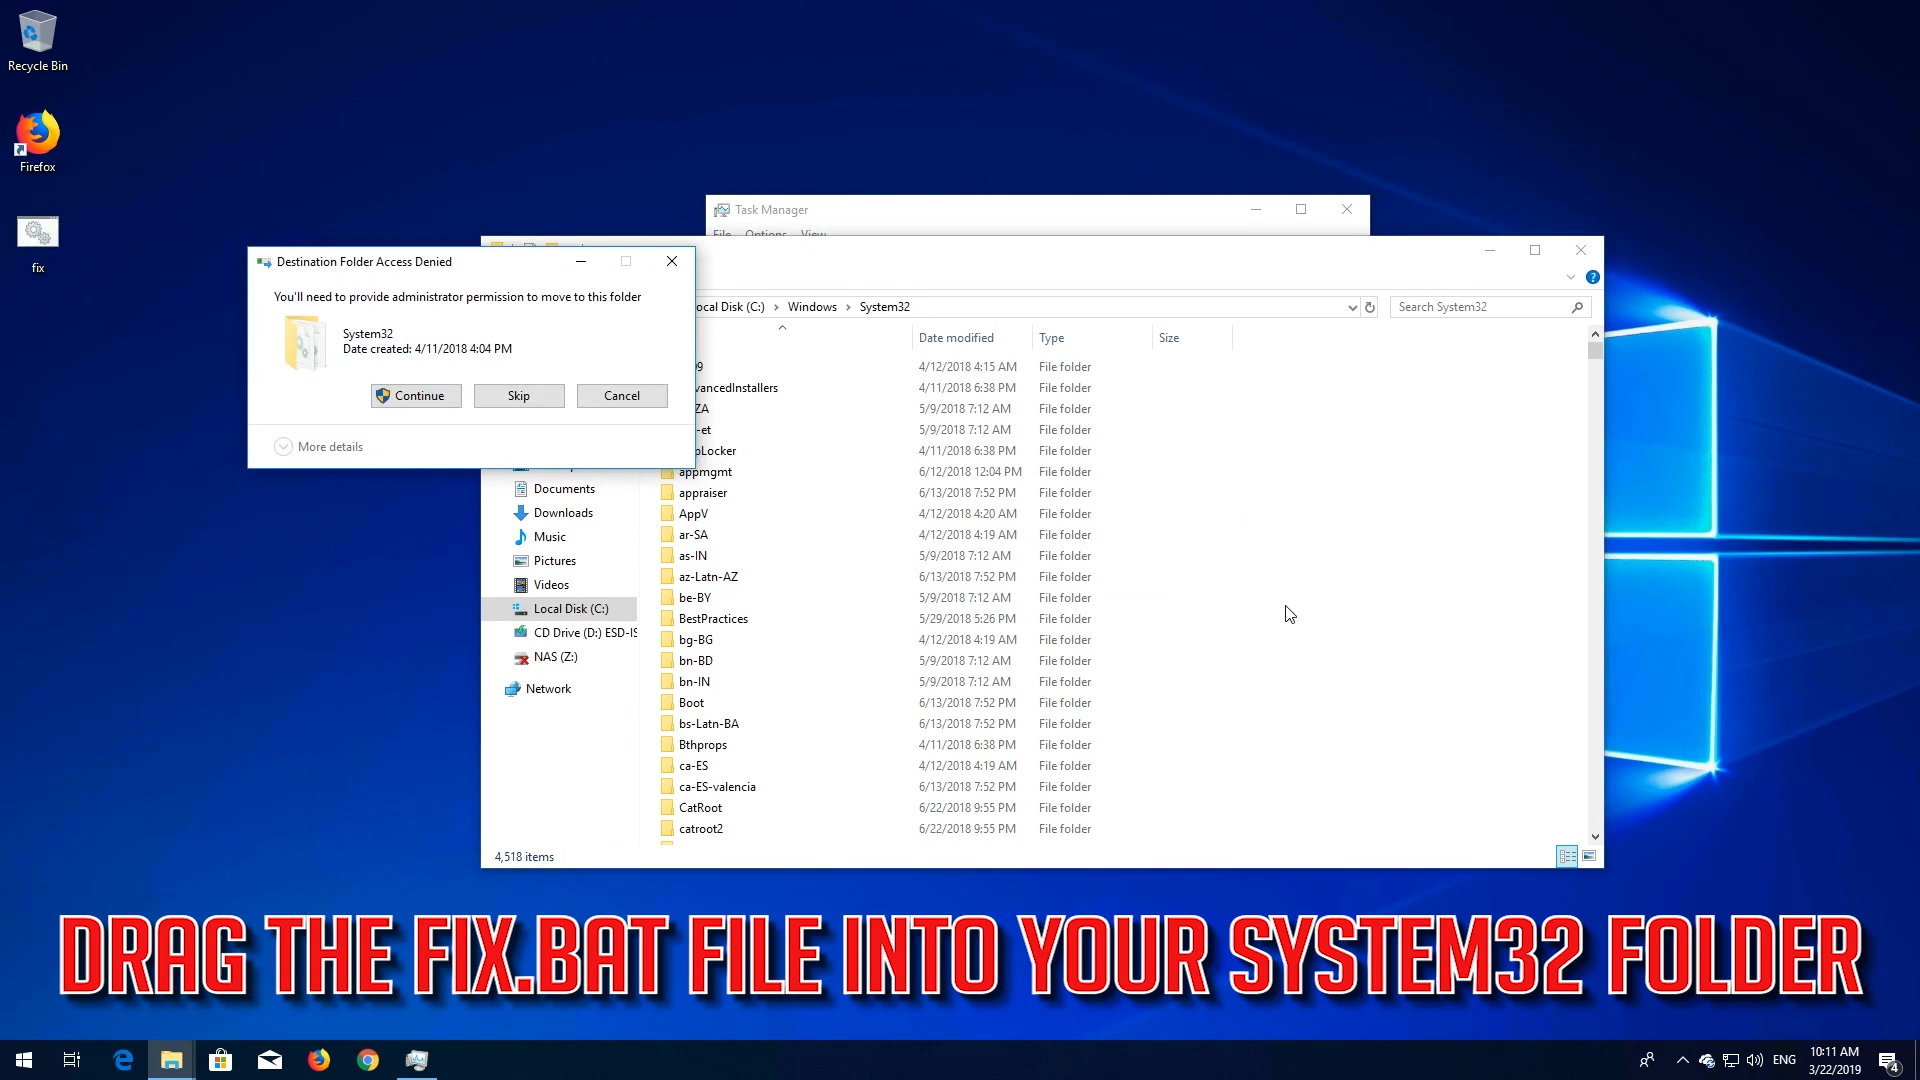 Recycle Bin
Firefox
fix
Task Manager
File Options View
Destination Folder Access Denied
You'll need to provide administrator permission to move to this folder
System32
Date created: 4/11/2018 4:04 PM
Continue Skip Cancel
More details
ocal Disk (C:) > Windows > System32
Search System32
Date modified Type Size
9 4/12/2018 4:15 AM File folder
vancedInstallers 4/11/2018 6:38 PM File folder
ZA 5/9/2018 7:12 AM File folder
-et 5/9/2018 7:12 AM File folder
pLocker 4/11/2018 6:38 PM File folder
appmgmt 6/12/2018 12:04 PM File folder
appraiser 6/13/2018 7:52 PM File folder
AppV 4/12/2018 4:20 AM File folder
ar-SA 4/12/2018 4:19 AM File folder
as-IN 5/9/2018 7:12 AM File folder
az-Latn-AZ 6/13/2018 7:52 PM File folder
be-BY 5/9/2018 7:12 AM File folder
BestPractices 5/29/2018 5:26 PM File folder
bg-BG 4/12/2018 4:19 AM File folder
bn-BD 5/9/2018 7:12 AM File folder
bn-IN 5/9/2018 7:12 AM File folder
Boot 6/13/2018 7:52 PM File folder
bs-Latn-BA 6/13/2018 7:52 PM File folder
Bthprops 4/11/2018 6:38 PM File folder
ca-ES 4/12/2018 4:19 AM File folder
ca-ES-valencia 6/13/2018 7:52 PM File folder
CatRoot 6/22/2018 9:55 PM File folder
catroot2 6/22/2018 9:55 PM File folder
Documents
Downloads
Music
Pictures
Videos
Local Disk (C:)
CD Drive (D:) ESD-IS
NAS (Z:)
Network
4,518 items
DRAG THE FIX.BAT FILE INTO YOUR SYSTEM32 FOLDER
ENG
10:11 AM
3/22/2019
4